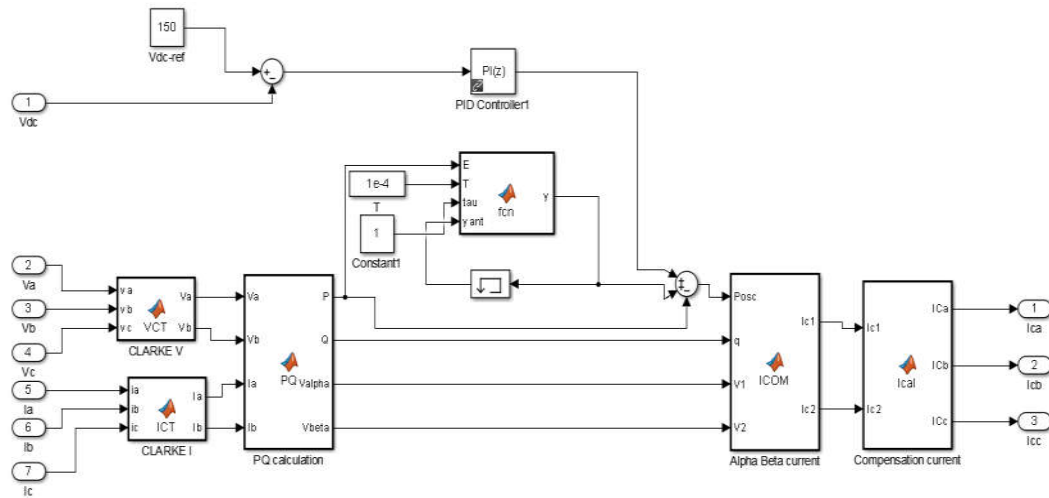 150
Vdc-ref
+
-
PI(z)
PID Controller1
1
Vdc
E
T
tau
y ant
fcn
y
1e-4
T
1
Constant1
2
Va
3
Vb
4
Vc
va
vb
vc
VCT
Va
Vb
CLARKE V
5
Ia
6
Ib
7
Ic
ia
ib
ic
ICT
Ia
Ib
CLARKE I
Va
Vb
Ia
Ib
PQ
P
Q
Valpha
Vbeta
PQ calculation
Posc
q
V1
V2
ICOM
Ic1
Ic2
Alpha Beta current
Ic1
Ic2
Ical
ICa
ICb
ICc
Compensation current
1
Ica
2
Icb
3
Icc